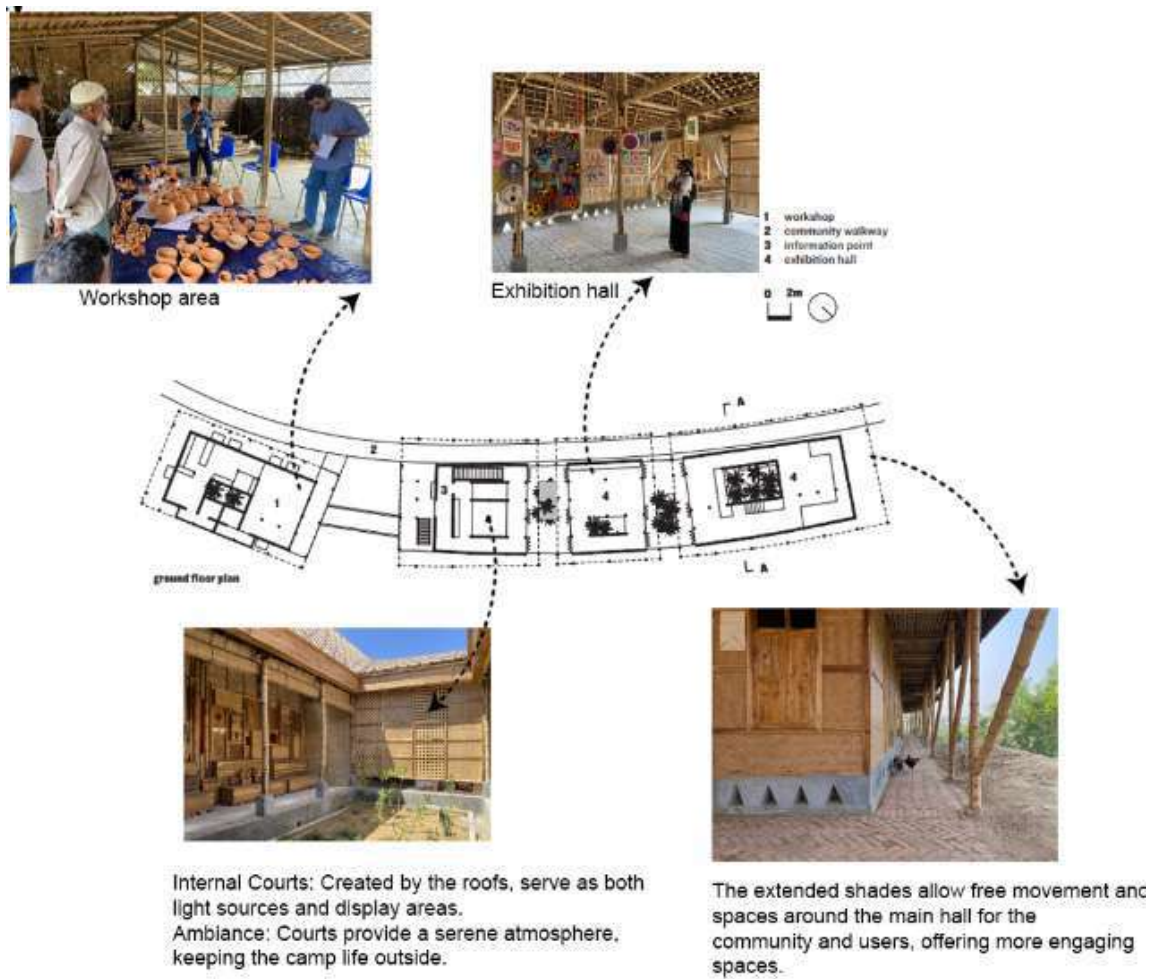 Workshop area
Exhibition hall
1 workshop
2 community walkway
3 information point
4 exhibition hall
0 2m
A
2
3
4
4
4
1
A
ground floor plan
Internal Courts: Created by the roofs, serve as both
light sources and display areas.
Ambiance: Courts provide a serene atmosphere,
keeping the camp life outside.
The extended shades allow free movement and
spaces around the main hall for the
community and users, offering more engaging
spaces.